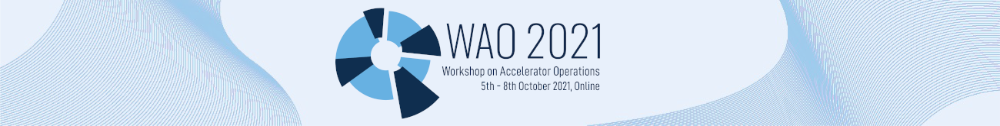 WAO 2021
Workshop on Accelerator Operations
5th - 8th October 2021, Online